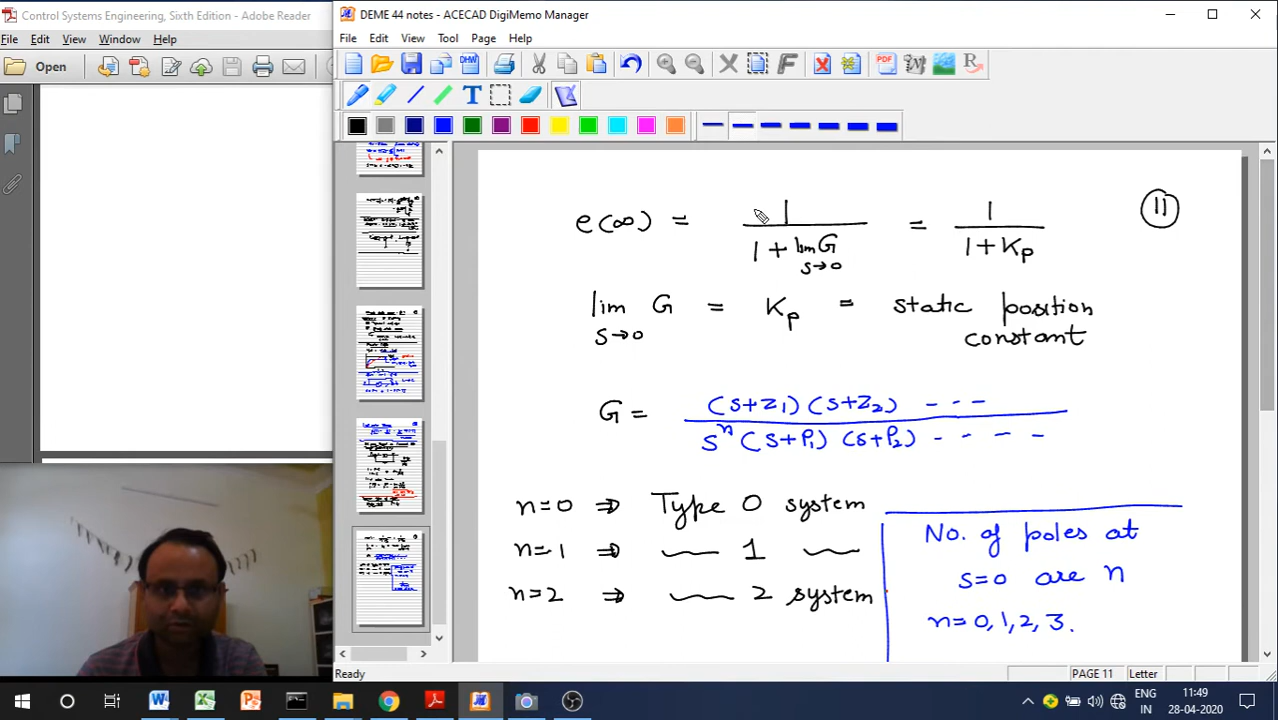 Control Systems Engineering, Sixth Edition - Adobe Reader
File Edit View Window Help
Open
DEME 44 notes - ACECAD DigiMemo Manager
File Edit View Tool Page Help
e(∞) = 1 / (1 + lim G s→0) = 1 / (1 + Kp)
11
lim G = Kp = static position
s→0 constant
G = (s+z1) (s+z2) - - - / s^n (s+P1) (s+P2) - - - -
n=0 ⇒ Type 0 system
n=1 ⇒ 1
n=2 ⇒ 2 system
No. of poles at
s=0 are n
n=0,1,2,3.
Ready
PAGE 11 Letter
ENG
IN
11:49
28-04-2020